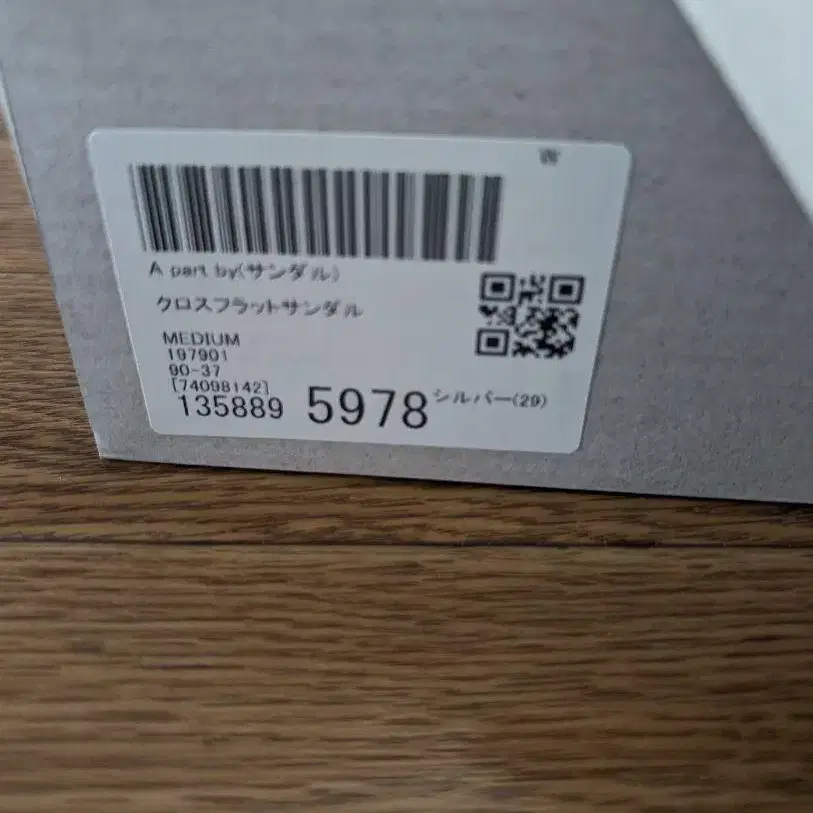 W
A part by(サンダル)
クロスフラットサンダル
MEDIUM
197901
90-37
[74098142]
135889 5978 シルバー(29)